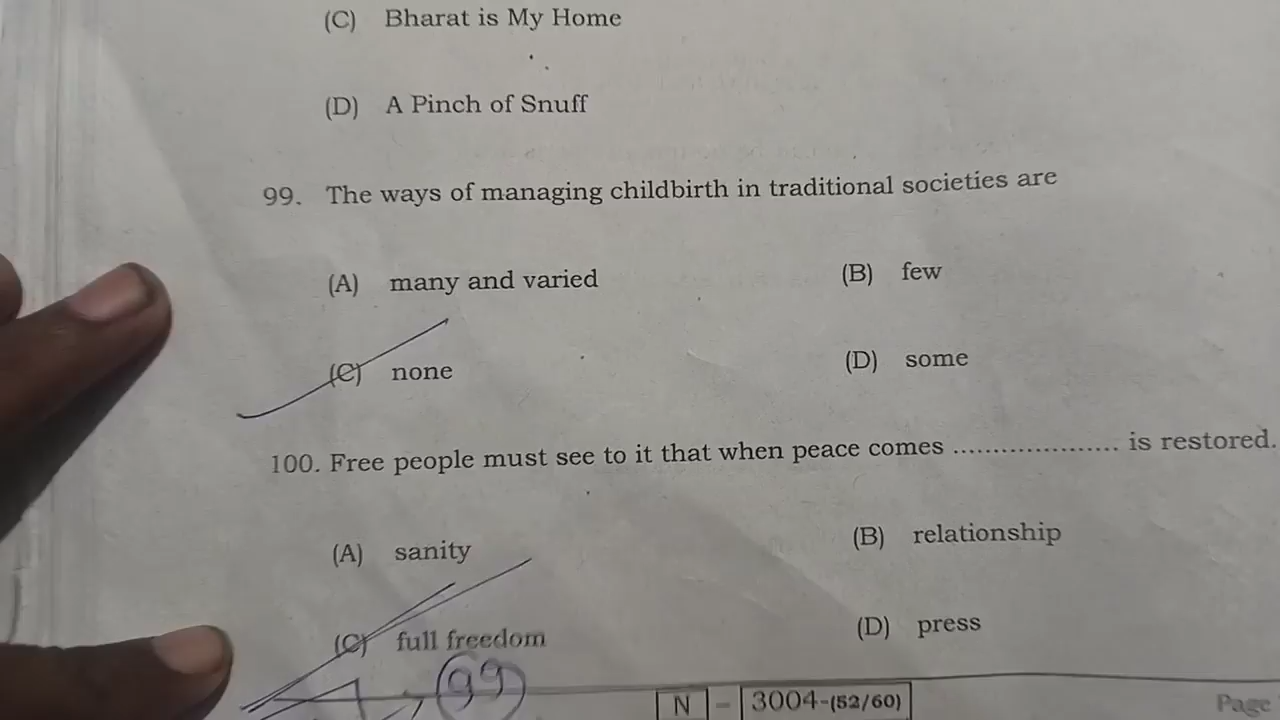 (C) Bharat is My Home
(D) A Pinch of Snuff
99. The ways of managing childbirth in traditional societies are
(A) many and varied (B) few
(C) none (D) some
100. Free people must see to it that when peace comes .................... is restored.
(A) sanity (B) relationship
(C) full freedom (D) press
99
N - 3004-(52/60) Page